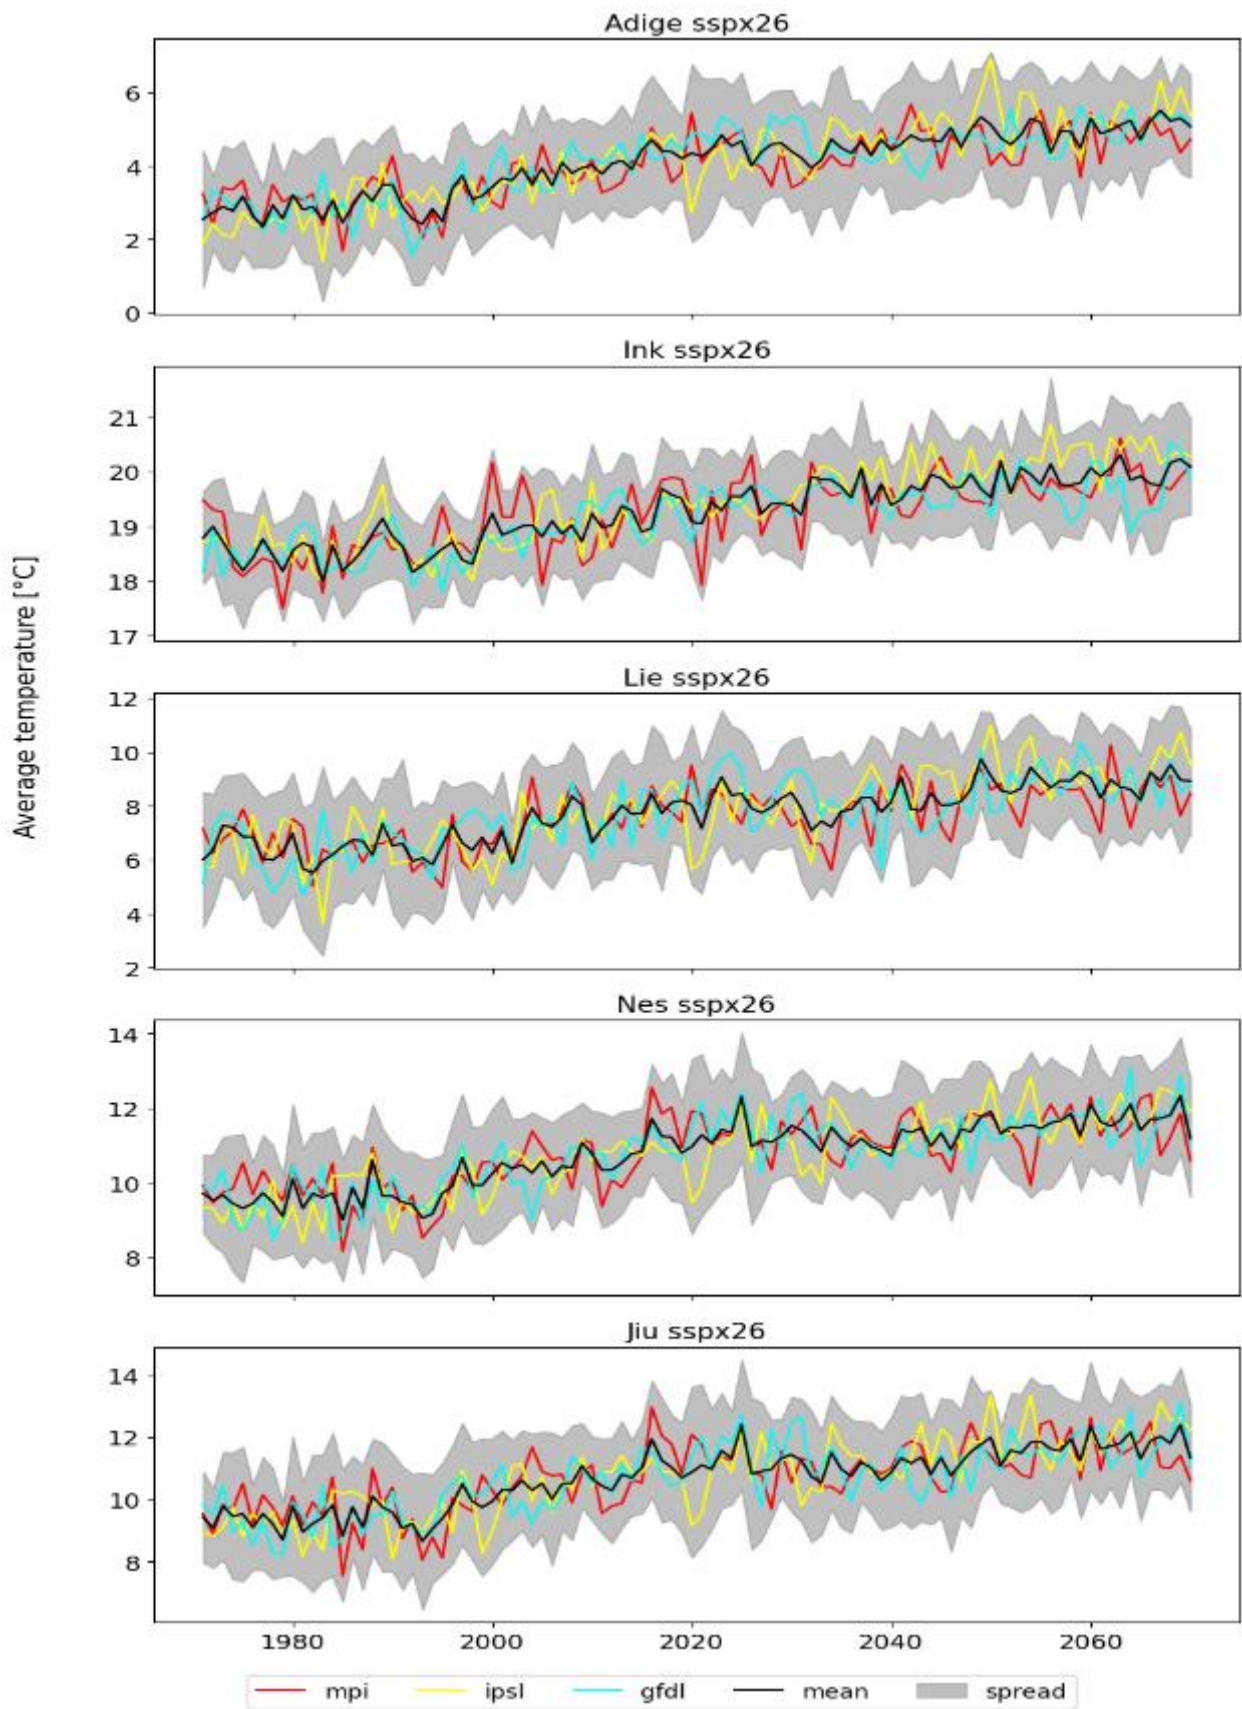 Adige sspx26
6
4
2
0
Ink sspx26
21
20
19
18
17
Average temperature [°C]
Lie sspx26
12
10
8
6
4
2
Nes sspx26
14
12
10
8
Jiu sspx26
14
12
10
8
1980 2000 2020 2040 2060
mpi ipsl gfdl mean spread